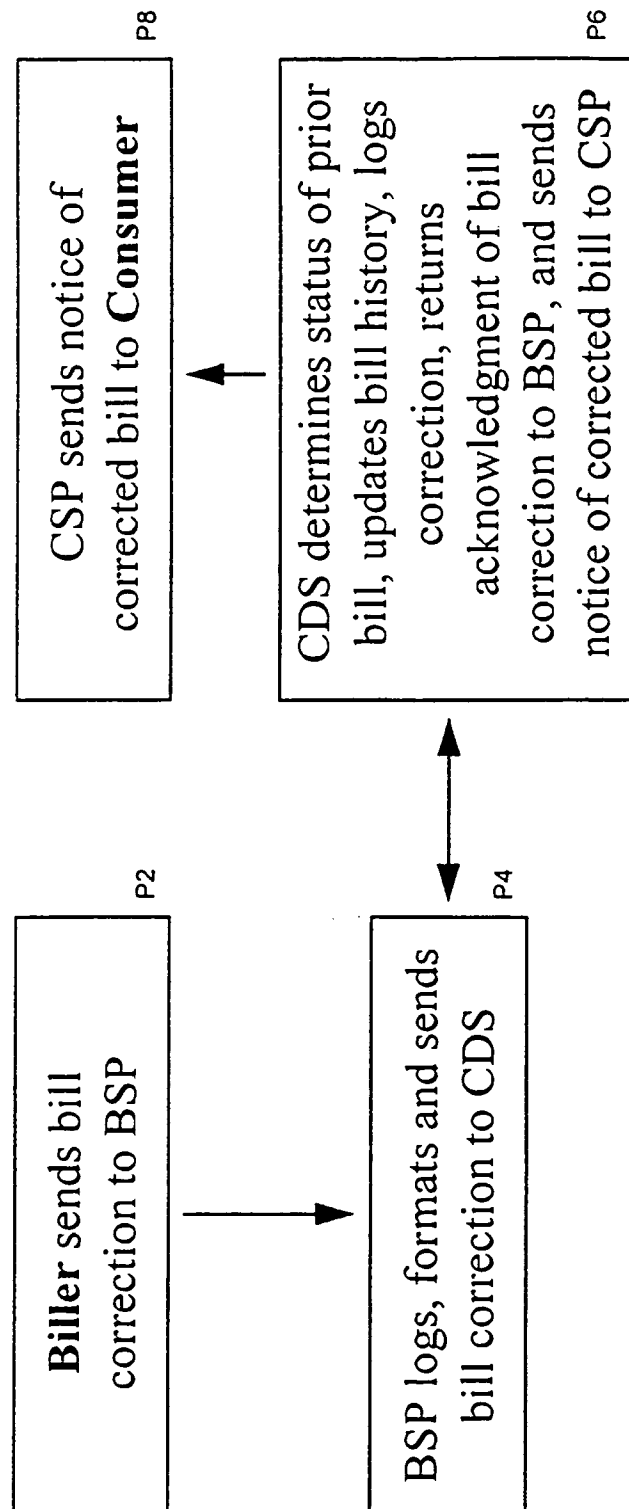 Biller sends bill
correction to BSP
P2
BSP logs, formats and sends
bill correction to CDS
P4
CDS determines status of prior
bill, updates bill history, logs
correction, returns
acknowledgment of bill
correction to BSP, and sends
notice of corrected bill to CSP
P6
CSP sends notice of
corrected bill to Consumer
P8